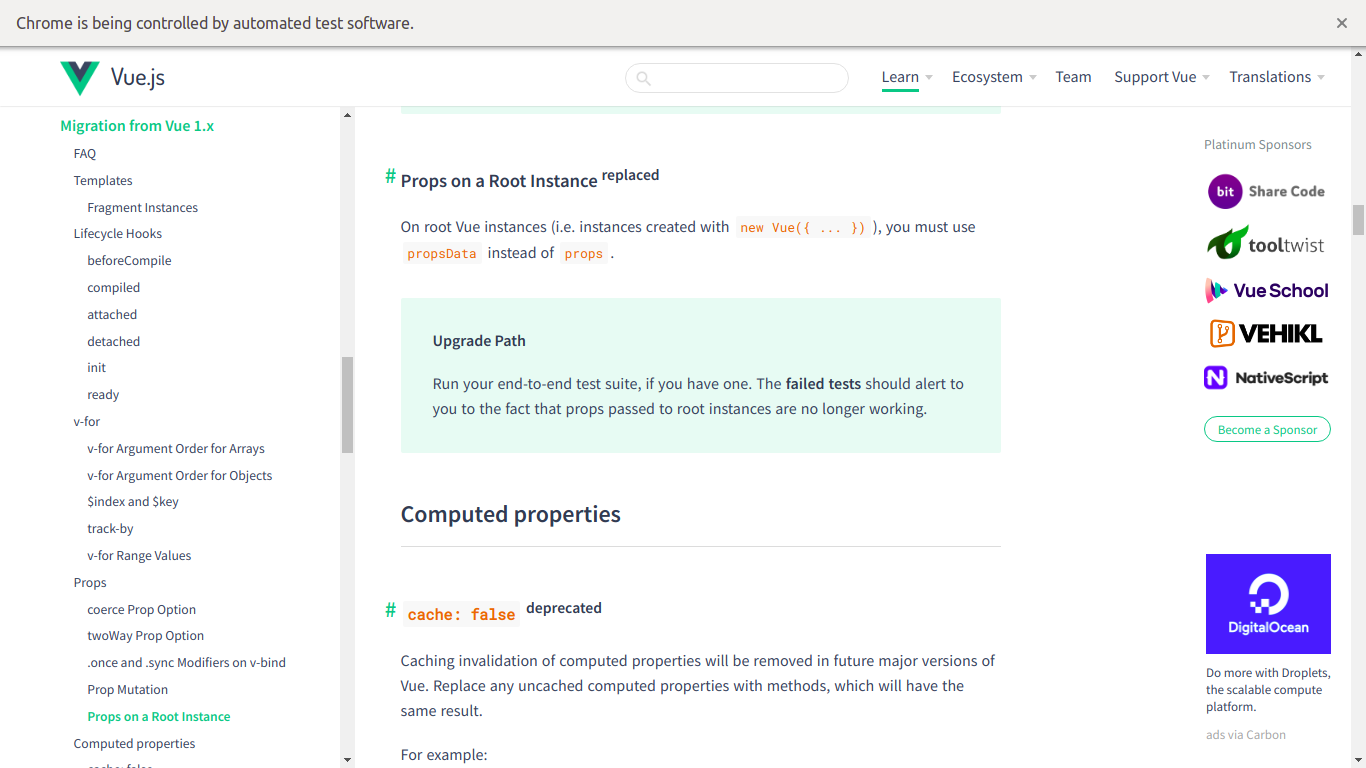 Chrome is being controlled by automated test software.
Vue.js
Learn
Ecosystem
Team
Support Vue
Translations
Migration from Vue 1.x
FAQ
Templates
Fragment Instances
Lifecycle Hooks
beforeCompile
compiled
attached
detached
init
ready
v-for
v-for Argument Order for Arrays
v-for Argument Order for Objects
$index and $key
track-by
v-for Range Values
Props
coerce Prop Option
twoWay Prop Option
.once and .sync Modifiers on v-bind
Prop Mutation
Props on a Root Instance
Computed properties
# Props on a Root Instance replaced
On root Vue instances (i.e. instances created with new Vue({ ... }) ), you must use
propsData instead of props .
Upgrade Path
Run your end-to-end test suite, if you have one. The failed tests should alert to
you to the fact that props passed to root instances are no longer working.
Computed properties
# cache: false deprecated
Caching invalidation of computed properties will be removed in future major versions of
Vue. Replace any uncached computed properties with methods, which will have the
same result.
For example:
Platinum Sponsors
bit Share Code
tooltwist
Vue School
VEHIKL
N NativeScript
Become a Sponsor
DigitalOcean
Do more with Droplets,
the scalable compute
platform.
ads via Carbon